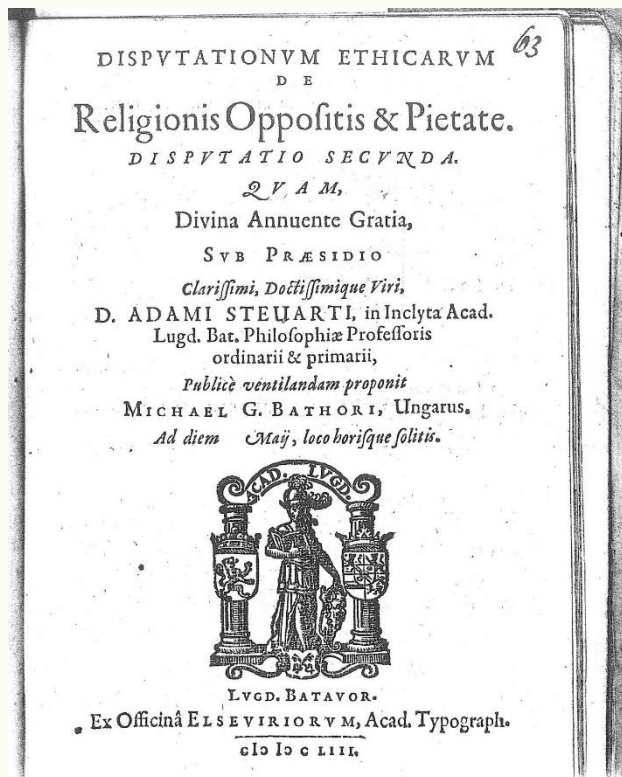 63
DISPVTATIONVM ETHICARVM
DE
Religionis Oppoſitis & Pietate.
DISPVTATIO SECVNDA.
QVAM,
Divina Annuente Gratia,
SVB PRÆSIDIO
Clariſſimi, Doctiſſimique Viri,
D. ADAMI STEUARTI, in Inclyta Acad.
Lugd. Bat. Philoſophiæ Profeſſoris
ordinarii & primarii,
Publicè ventilandam proponit
MICHAEL G. BATHORI, Ungarus.
Ad diem Maij, loco horiſque ſolitis.
ACAD. LVGD.
LVGD. BATAVOR.
Ex Officinâ ELSEVIRIORVM, Acad. Typograph.
cIↄ Iↄ c LIII.